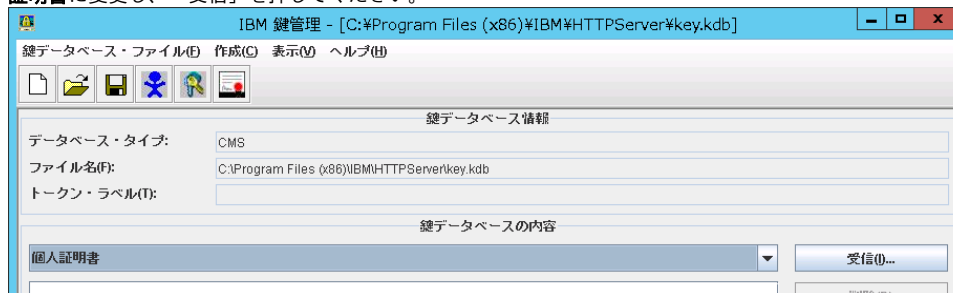 証明書に変更し、「受信」を押してください。
IBM 鍵管理 - [C:¥Program Files (x86)¥IBM¥HTTPServer¥key.kdb]
鍵データベース・ファイル(F) 作成(C) 表示(V) ヘルプ(H)
鍵データベース情報
データベース・タイプ: CMS
ファイル名(F): C:\Program Files (x86)\IBM\HTTPServer\key.kdb
トークン・ラベル(T):
鍵データベースの内容
個人証明書 受信(I)...